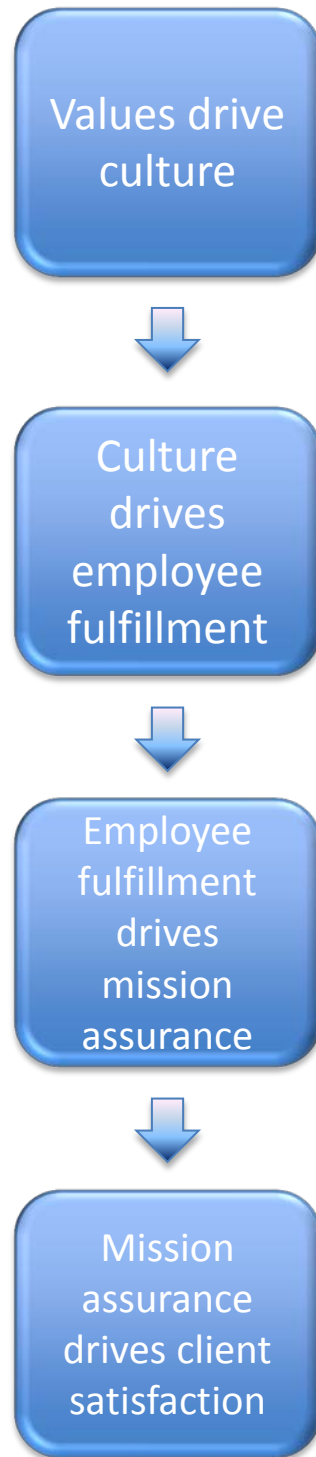 Values drive
culture
Culture
drives
employee
fulfillment
Employee
fulfillment
drives
mission
assurance
Mission
assurance
drives client
satisfaction